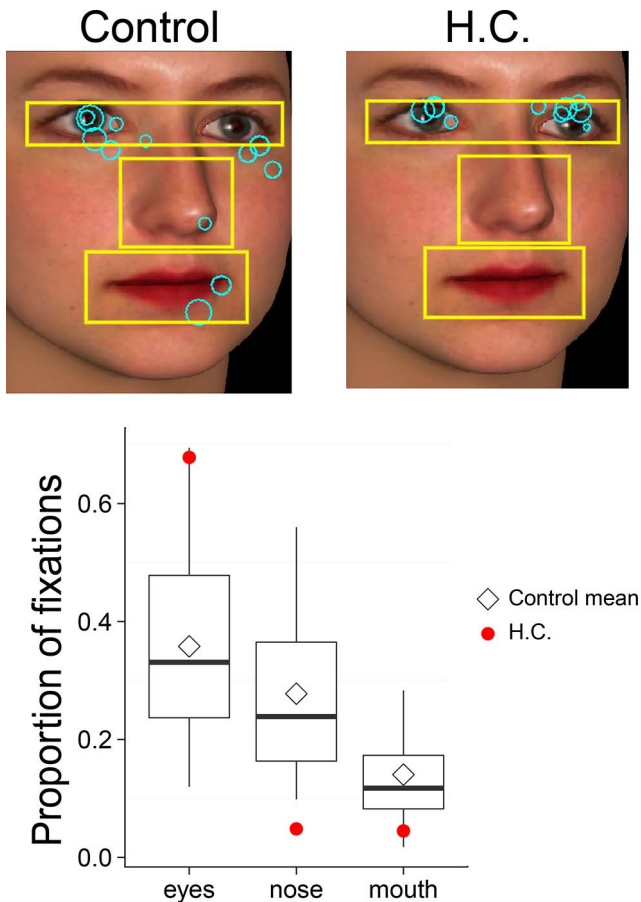 Control
H.C.
Proportion of fixations
0.6
0.4
0.2
0.0
eyes
nose
mouth
Control mean
H.C.